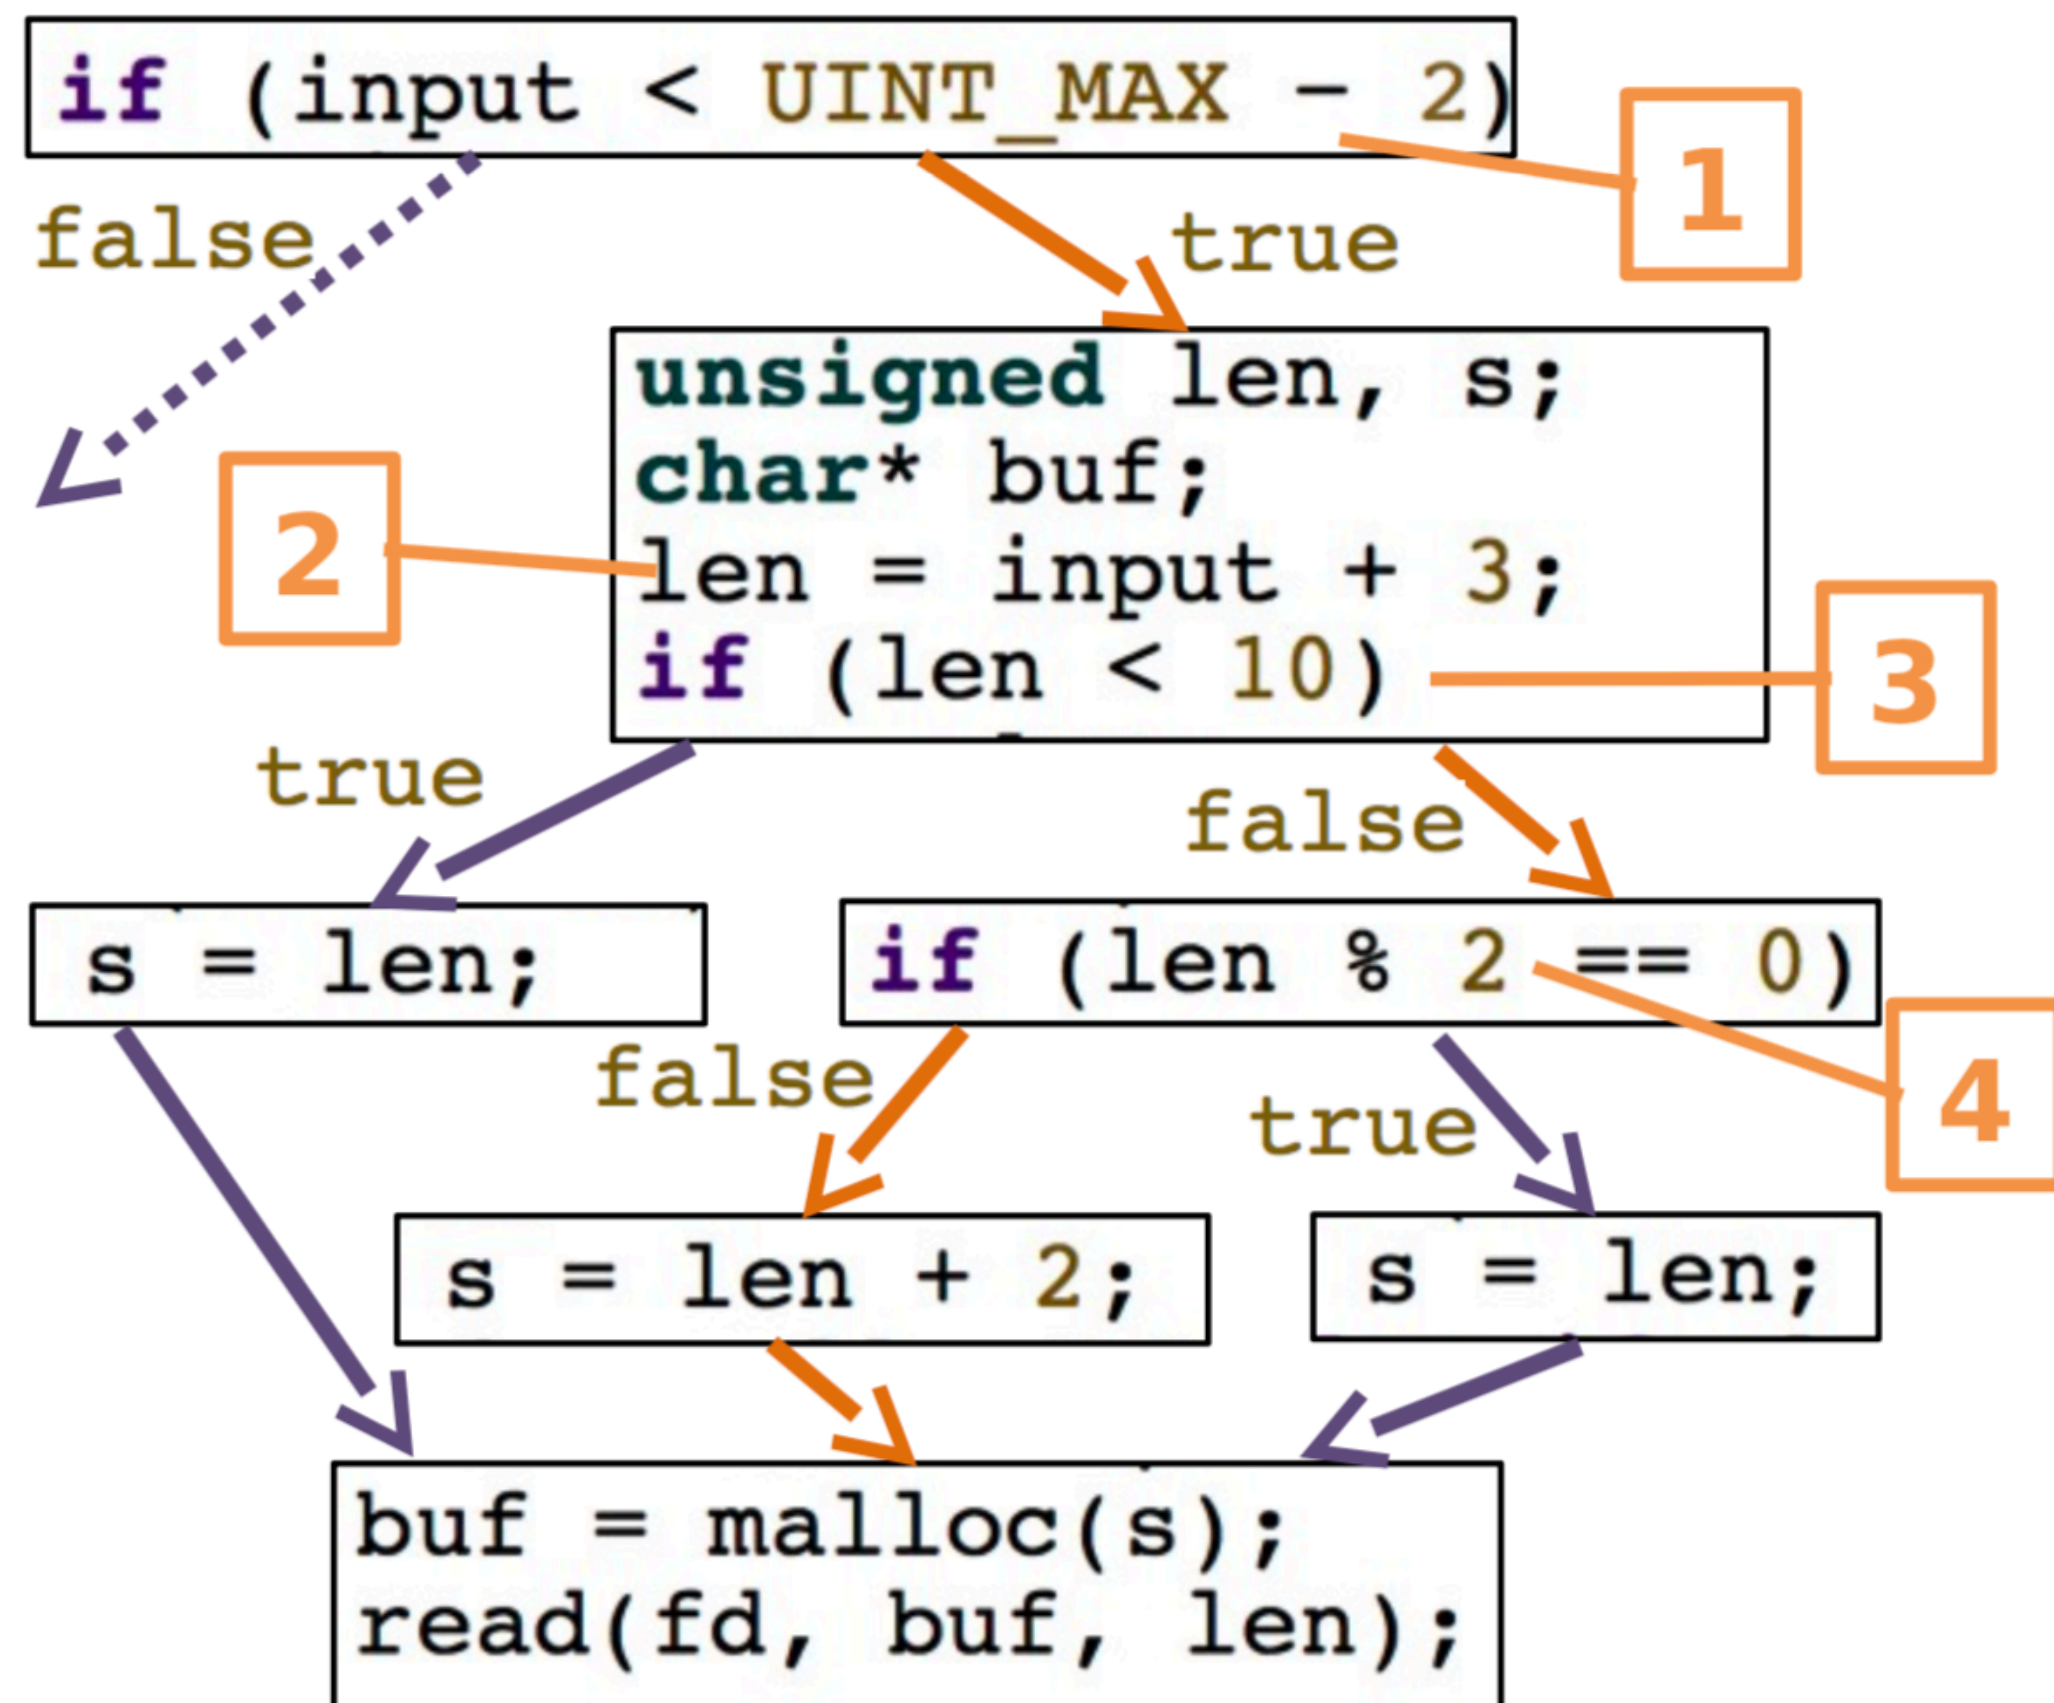 if (input < UINT_MAX - 2)
1
false
true
unsigned len, s;
char* buf;
2
len = input + 3;
if (len < 10)
3
true
false
s = len;
if (len % 2 == 0)
false
true
4
s = len + 2;
s = len;
buf = malloc(s);
read(fd, buf, len);